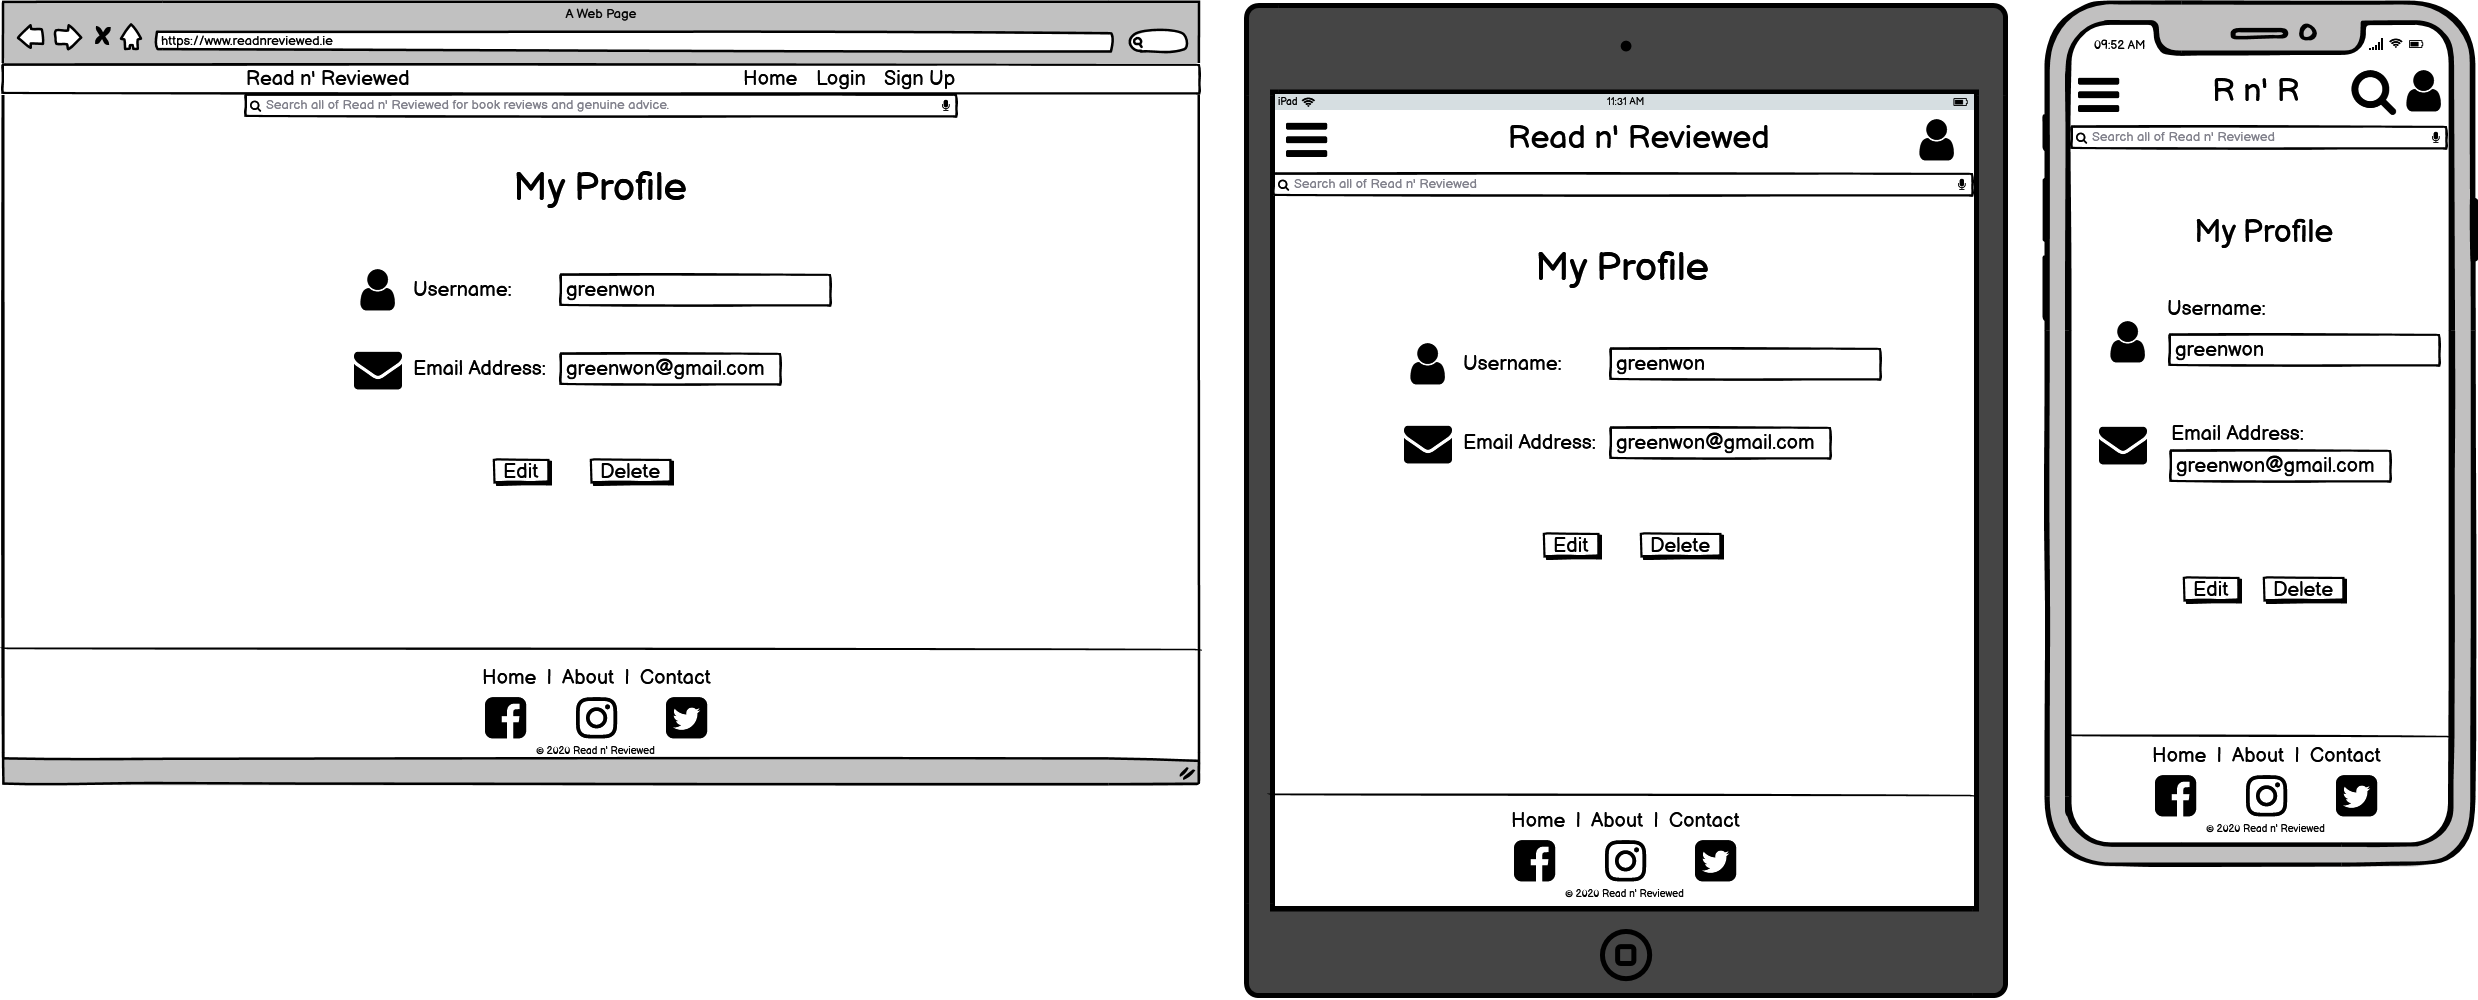 A Web Page
https://www.readnreviewed.ie
Read n' Reviewed Home Login Sign Up
Search all of Read n' Reviewed for book reviews and genuine advice.
My Profile
Username: greenwon
Email Address: greenwon@gmail.com
Edit Delete
Home | About | Contact
© 2020 Read n' Reviewed
iPad 11:31 AM
Read n' Reviewed
Search all of Read n' Reviewed
My Profile
Username: greenwon
Email Address: greenwon@gmail.com
Edit Delete
Home | About | Contact
© 2020 Read n' Reviewed
09:52 AM
R n' R
Search all of Read n' Reviewed
My Profile
Username:
greenwon
Email Address:
greenwon@gmail.com
Edit Delete
Home | About | Contact
© 2020 Read n' Reviewed